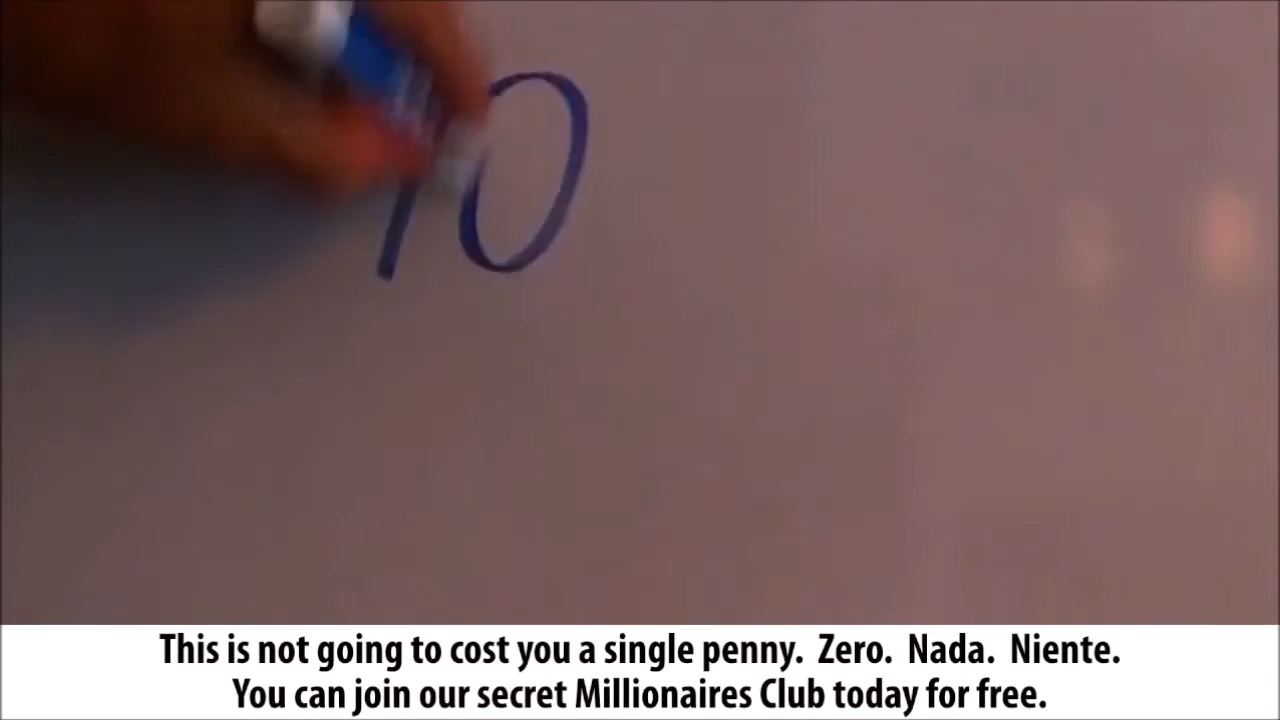 10
This is not going to cost you a single penny. Zero. Nada. Niente.
You can join our secret Millionaires Club today for free.